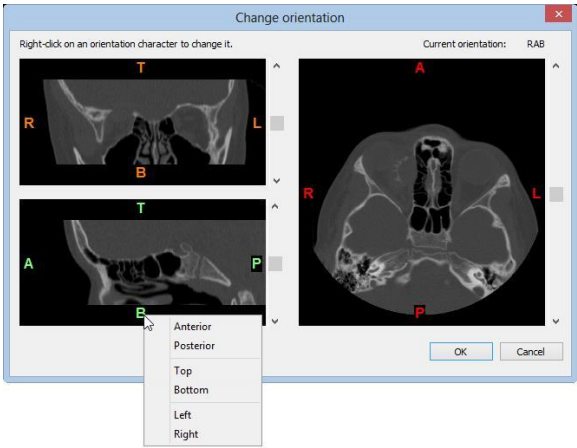 Change orientation
Right-click on an orientation character to change it.
Current orientation: RAB
T
R L
B
T
A P
B
A
R L
P
Anterior
Posterior
Top
Bottom
Left
Right
OK Cancel